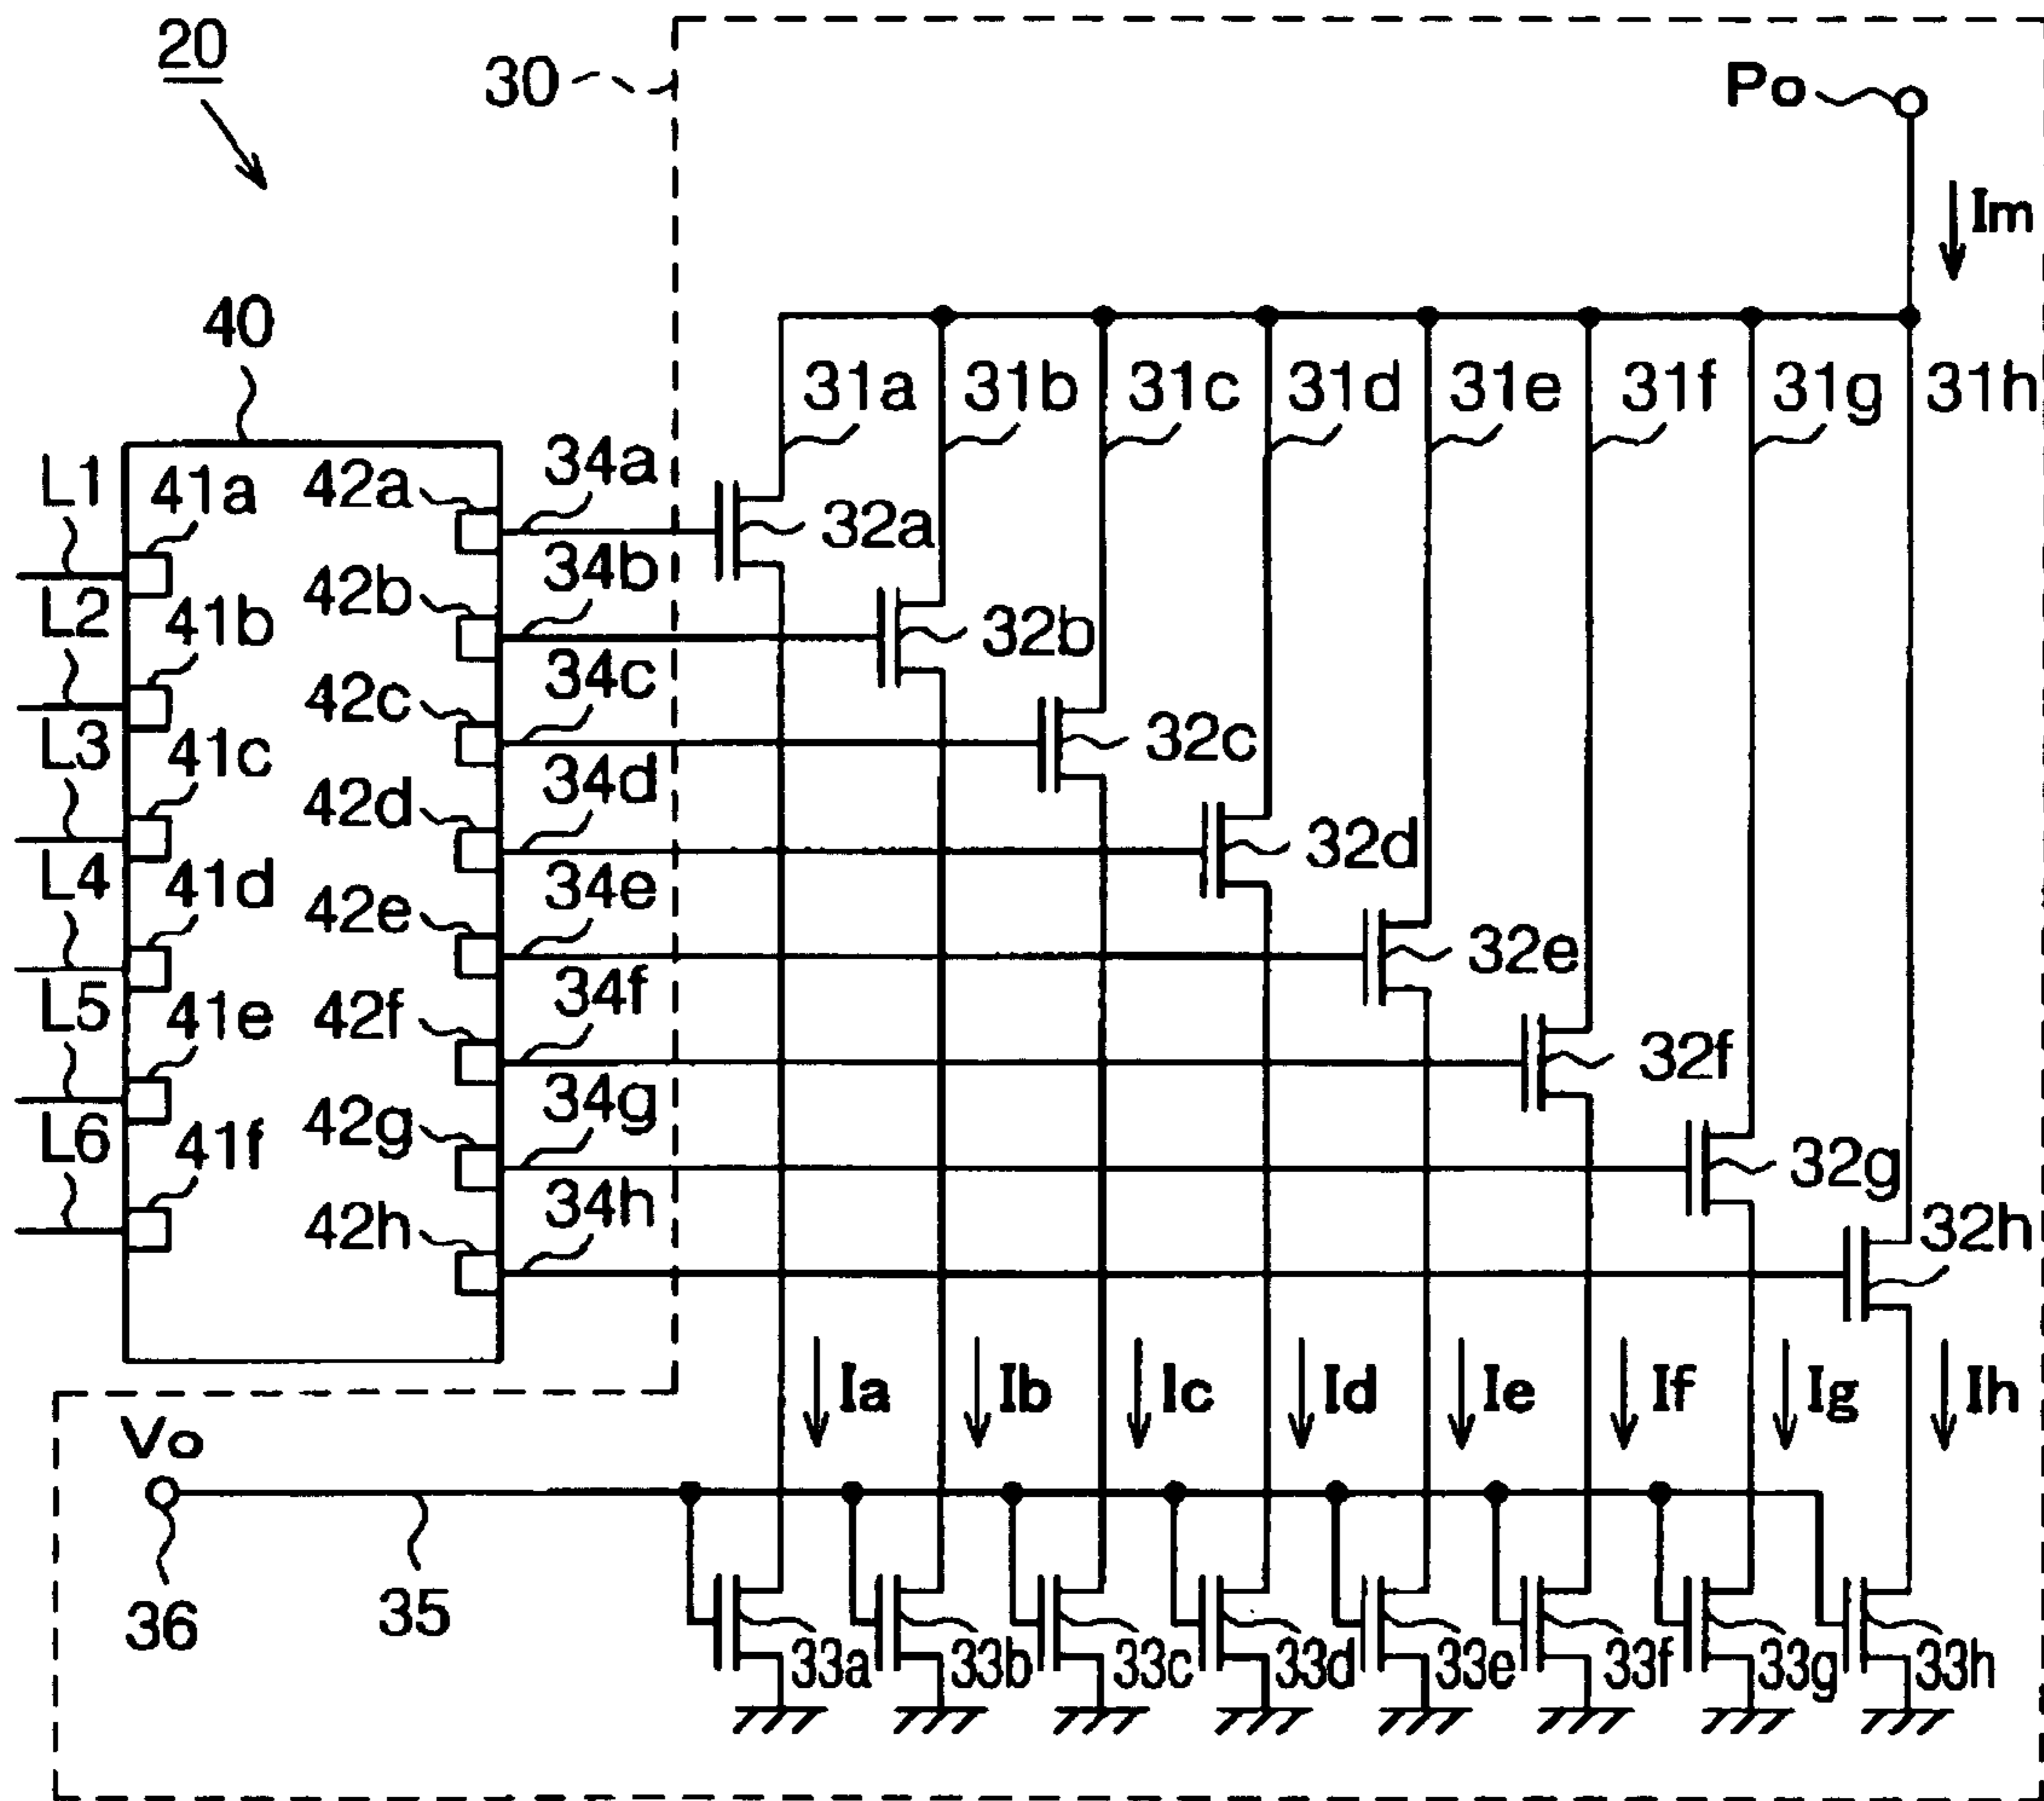 20
30
Po
Im
40
31a 31b 31c 31d 31e 31f 31g 31h
L1 41a 42a 34a 32a
L2 41b 42b 34b 32b
L3 41c 42c 34c 32c
L4 41d 42d 34d 32d
L5 41e 42e 34e 32e
L6 41f 42f 34f 32f
42g 34g 32g
42h 34h 32h
Ia Ib Ic Id Ie If Ig Ih
Vo
36 35
33a 33b 33c 33d 33e 33f 33g 33h